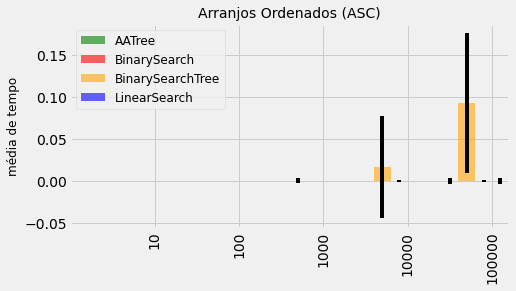 Arranjos Ordenados (ASC)
AATree
BinarySearch
BinarySearchTree
LinearSearch
média de tempo
0.15
0.10
0.05
0.00
−0.05
10
100
1000
10000
100000